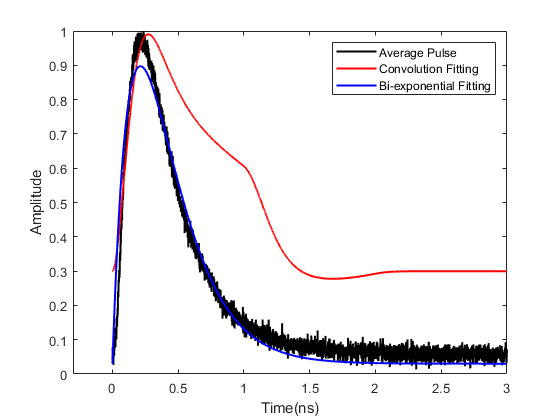 1
0.9
0.8
0.7
0.6
0.5
0.4
0.3
0.2
0.1
0
Amplitude
Average Pulse
Convolution Fitting
Bi-exponential Fitting
0 0.5 1 1.5 2 2.5 3
Time(ns)